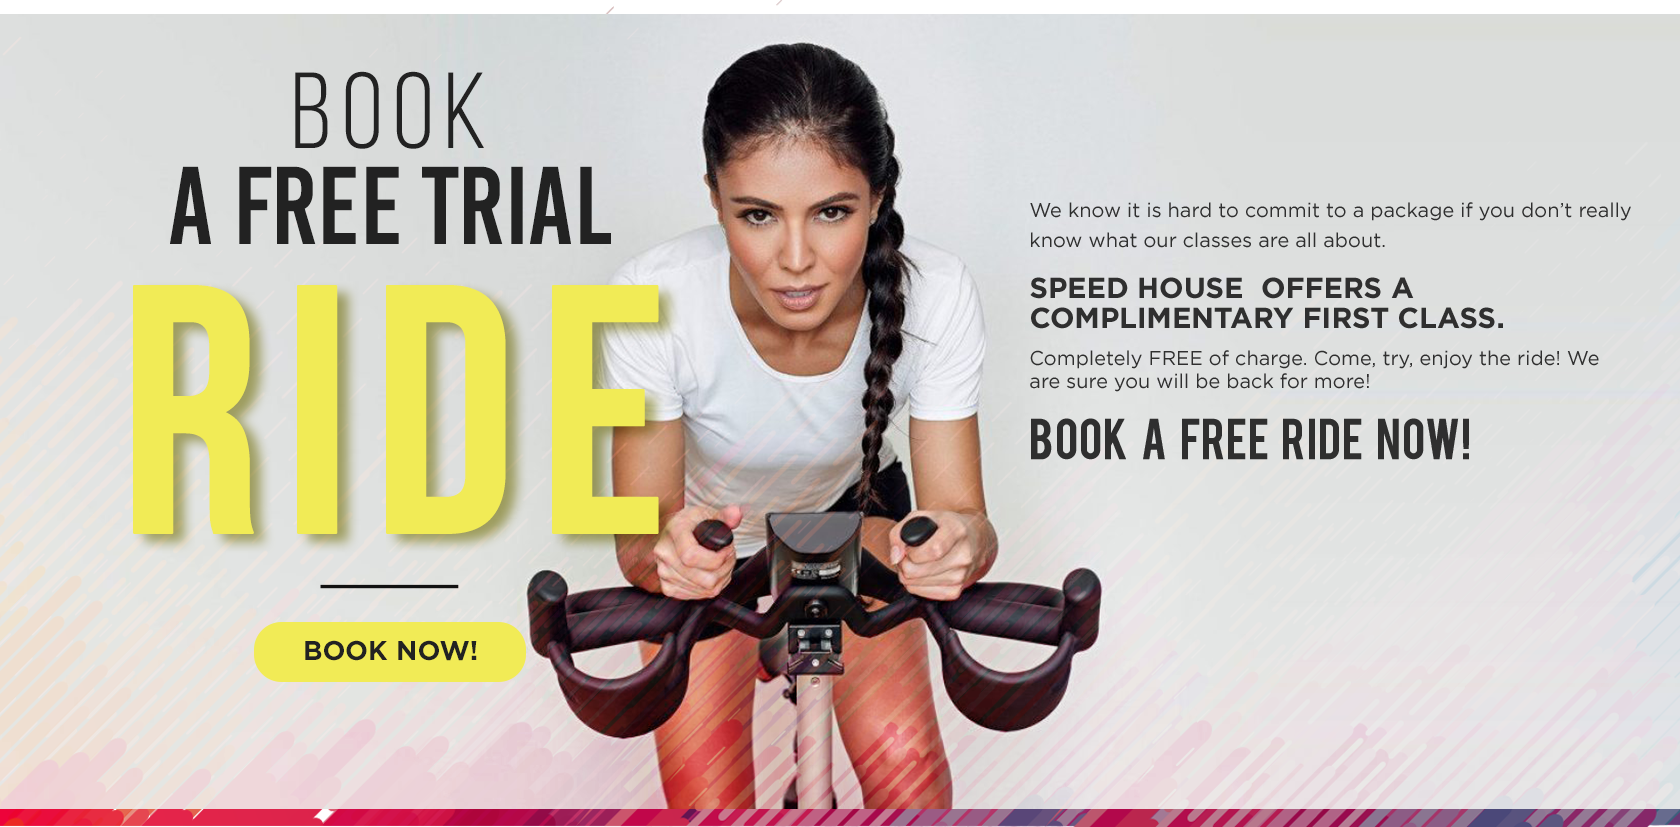 BOOK
A FREE TRIAL
RIDE
BOOK NOW!
We know it is hard to commit to a package if you don’t really
know what our classes are all about.
SPEED HOUSE  OFFERS A
COMPLIMENTARY FIRST CLASS.
Completely FREE of charge. Come, try, enjoy the ride! We
are sure you will be back for more!
BOOK A FREE RIDE NOW!